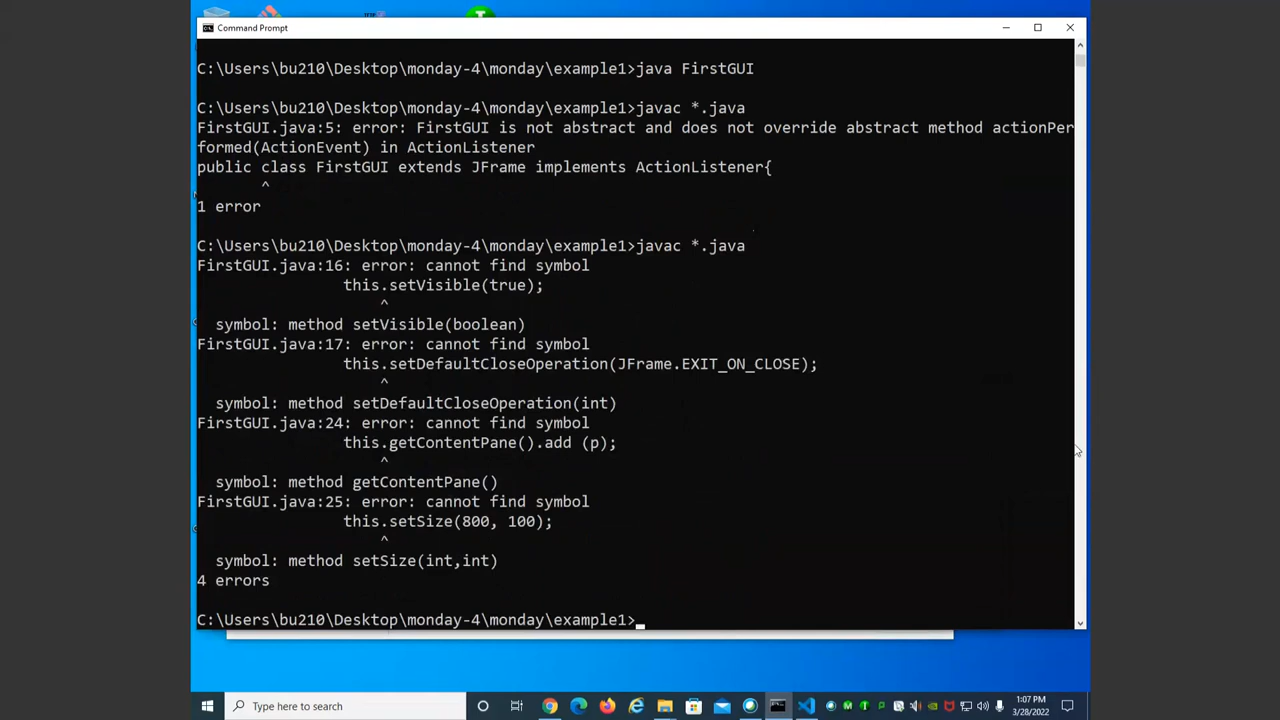 Command Prompt
C:\Users\bu210\Desktop\monday-4\monday\example1>java FirstGUI
C:\Users\bu210\Desktop\monday-4\monday\example1>javac *.java
FirstGUI.java:5: error: FirstGUI is not abstract and does not override abstract method actionPer
formed(ActionEvent) in ActionListener
public class FirstGUI extends JFrame implements ActionListener{
^
1 error
C:\Users\bu210\Desktop\monday-4\monday\example1>javac *.java
FirstGUI.java:16: error: cannot find symbol
this.setVisible(true);
^
symbol: method setVisible(boolean)
FirstGUI.java:17: error: cannot find symbol
this.setDefaultCloseOperation(JFrame.EXIT_ON_CLOSE);
^
symbol: method setDefaultCloseOperation(int)
FirstGUI.java:24: error: cannot find symbol
this.getContentPane().add (p);
^
symbol: method getContentPane()
FirstGUI.java:25: error: cannot find symbol
this.setSize(800, 100);
^
symbol: method setSize(int,int)
4 errors
C:\Users\bu210\Desktop\monday-4\monday\example1>
Type here to search
1:07 PM
3/28/2022